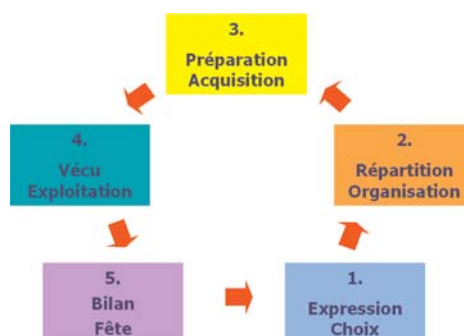 3.
Préparation
Acquisition
4.
Vécu
Exploitation
2.
Répartition
Organisation
5.
Bilan
Fête
1.
Expression
Choix